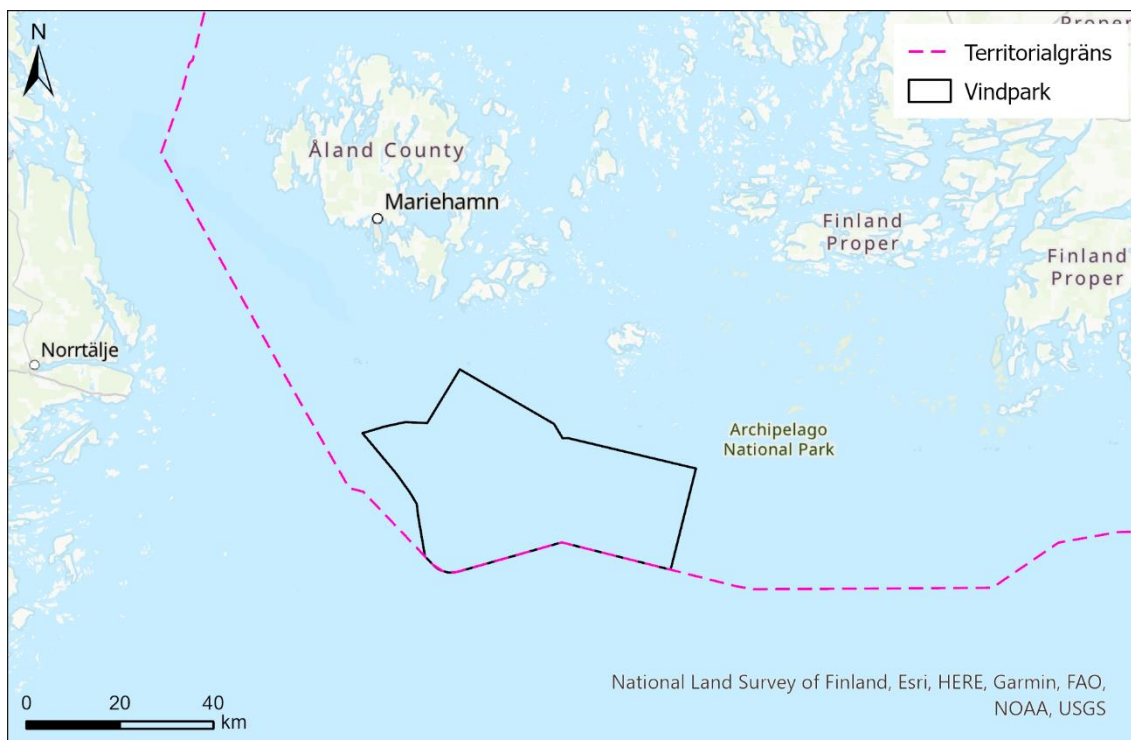 N
Proper
Territorialgräns
Vindpark
Åland County
Mariehamn
Finland
Proper
Finland
Proper
Norrtälje
Archipelago
National Park
0 20 40
km
National Land Survey of Finland, Esri, HERE, Garmin, FAO,
NOAA, USGS